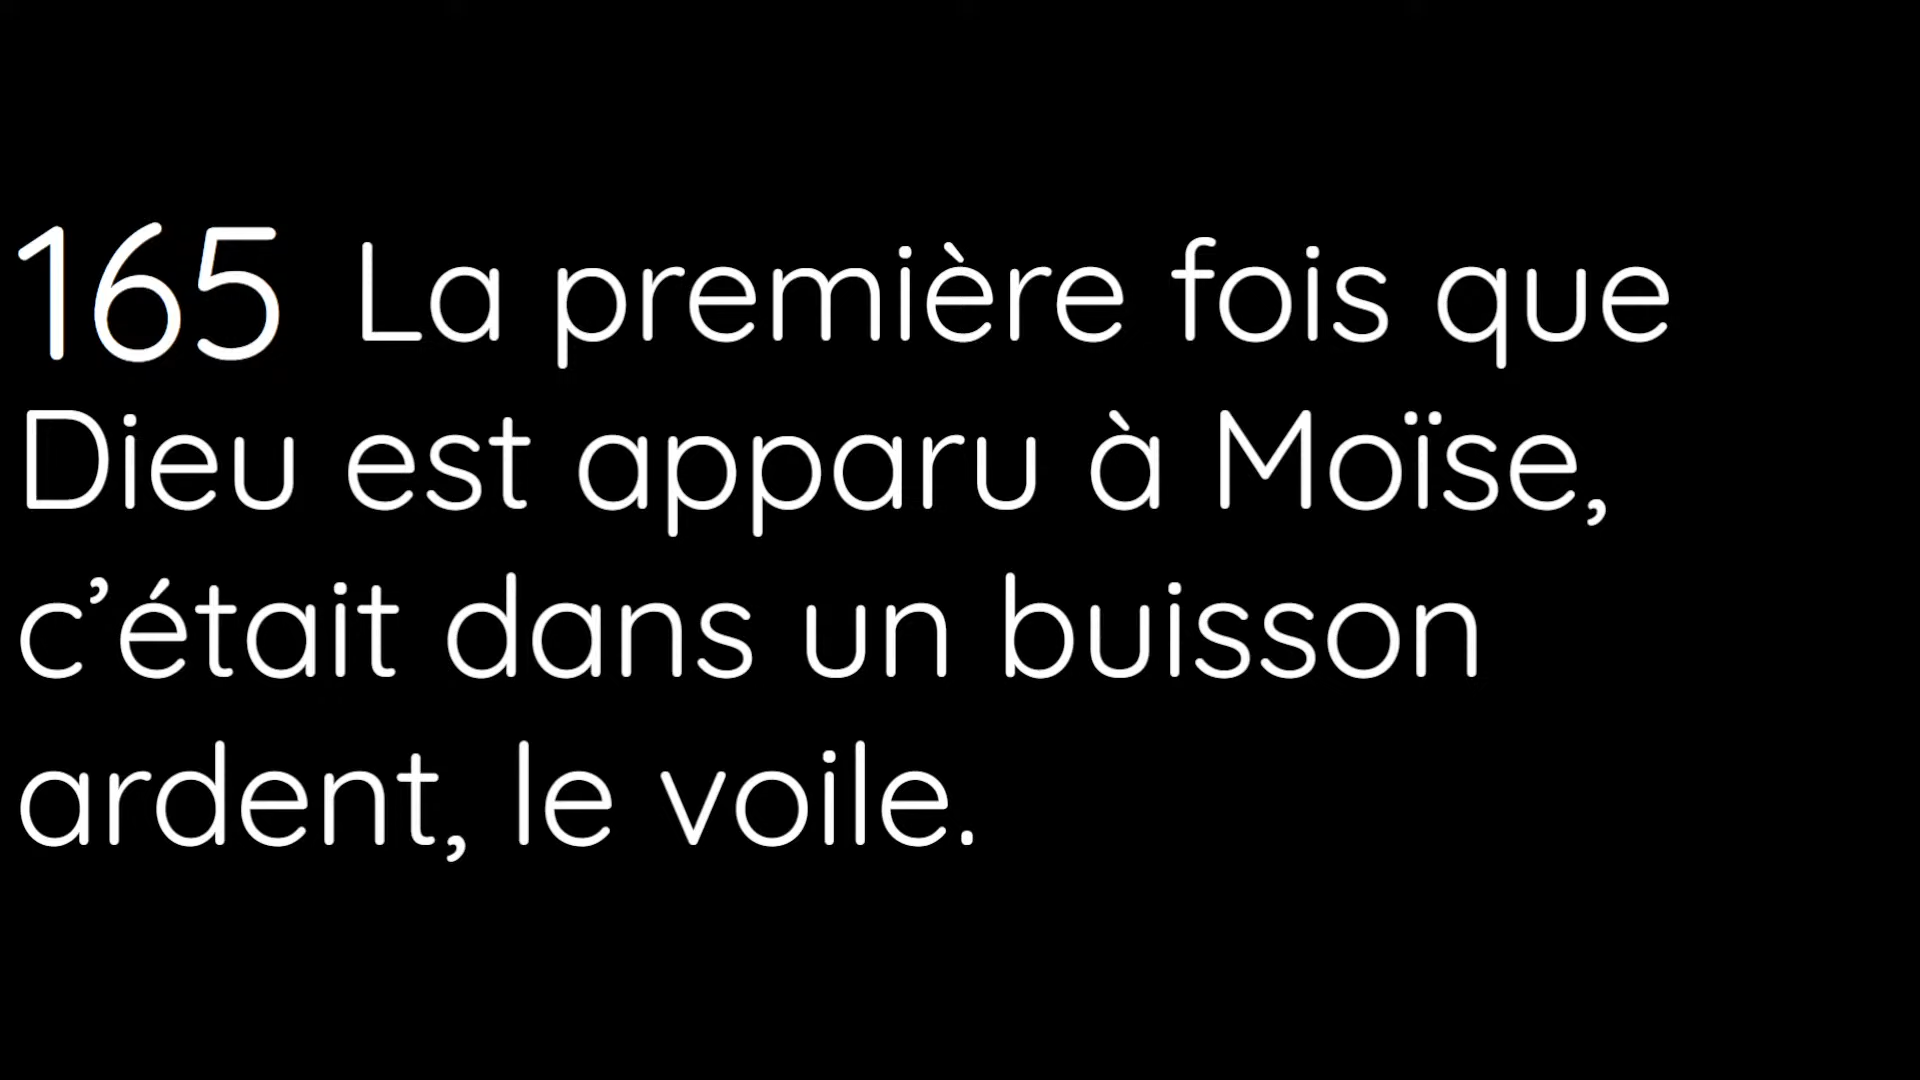 165 La première fois que
Dieu est apparu à Moïse,
c’était dans un buisson
ardent, le voile.